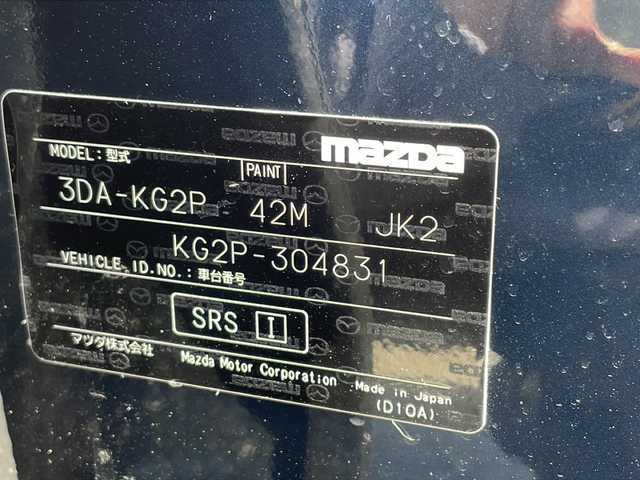 mazda
MODEL:型式
PAINT
3DA-KG2P 42M JK2
KG2P-304831
VEHICLE.ID.NO.:車台番号
SRS I
マツダ株式会社 Mazda Motor Corporation Made in Japan
(D10A)